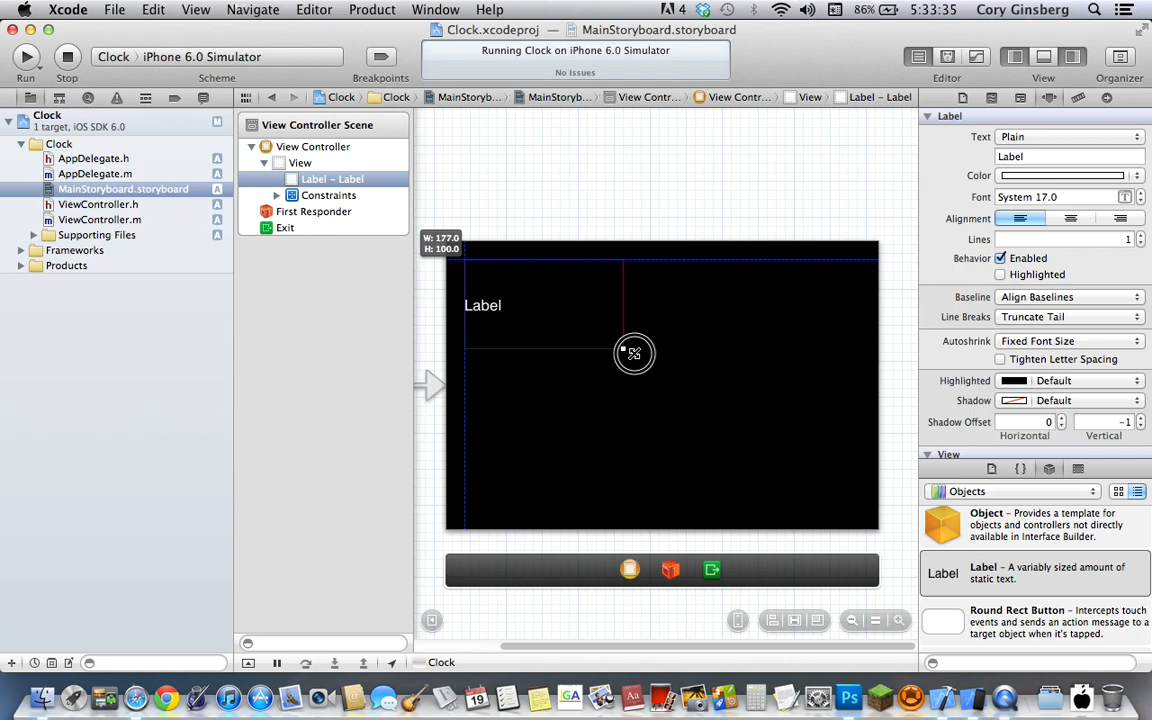 Xcode File Edit View Navigate Editor Product Window Help 4 86% 5:33:35 Cory Ginsberg
Clock.xcodeproj — MainStoryboard.storyboard
Clock iPhone 6.0 Simulator
Running Clock on iPhone 6.0 Simulator
No Issues
Run Stop Scheme Breakpoints Editor View Organizer
Clock Clock MainStoryb... MainStoryb... View Contr... View Contr... View Label – Label
Clock M
1 target, iOS SDK 6.0
Clock
AppDelegate.h A
AppDelegate.m A
MainStoryboard.storyboard A
ViewController.h A
ViewController.m A
Supporting Files A
Frameworks
Products
View Controller Scene
View Controller
View
Label – Label
Constraints
First Responder
Exit
W: 177.0
H: 100.0
Label
Label
Text Plain
Label
Color
Font System 17.0 T
Alignment
Lines 1
Behavior Enabled
Highlighted
Baseline Align Baselines
Line Breaks Truncate Tail
Autoshrink Fixed Font Size
Tighten Letter Spacing
Highlighted Default
Shadow Default
Shadow Offset 0 -1
Horizontal Vertical
View
{}
Objects
Object – Provides a template for
objects and controllers not directly
available in Interface Builder.
Label Label – A variably sized amount of
static text.
Round Rect Button – Intercepts touch
events and sends an action message to a
target object when it's tapped.
Clock
19
GA
Aa
Ps